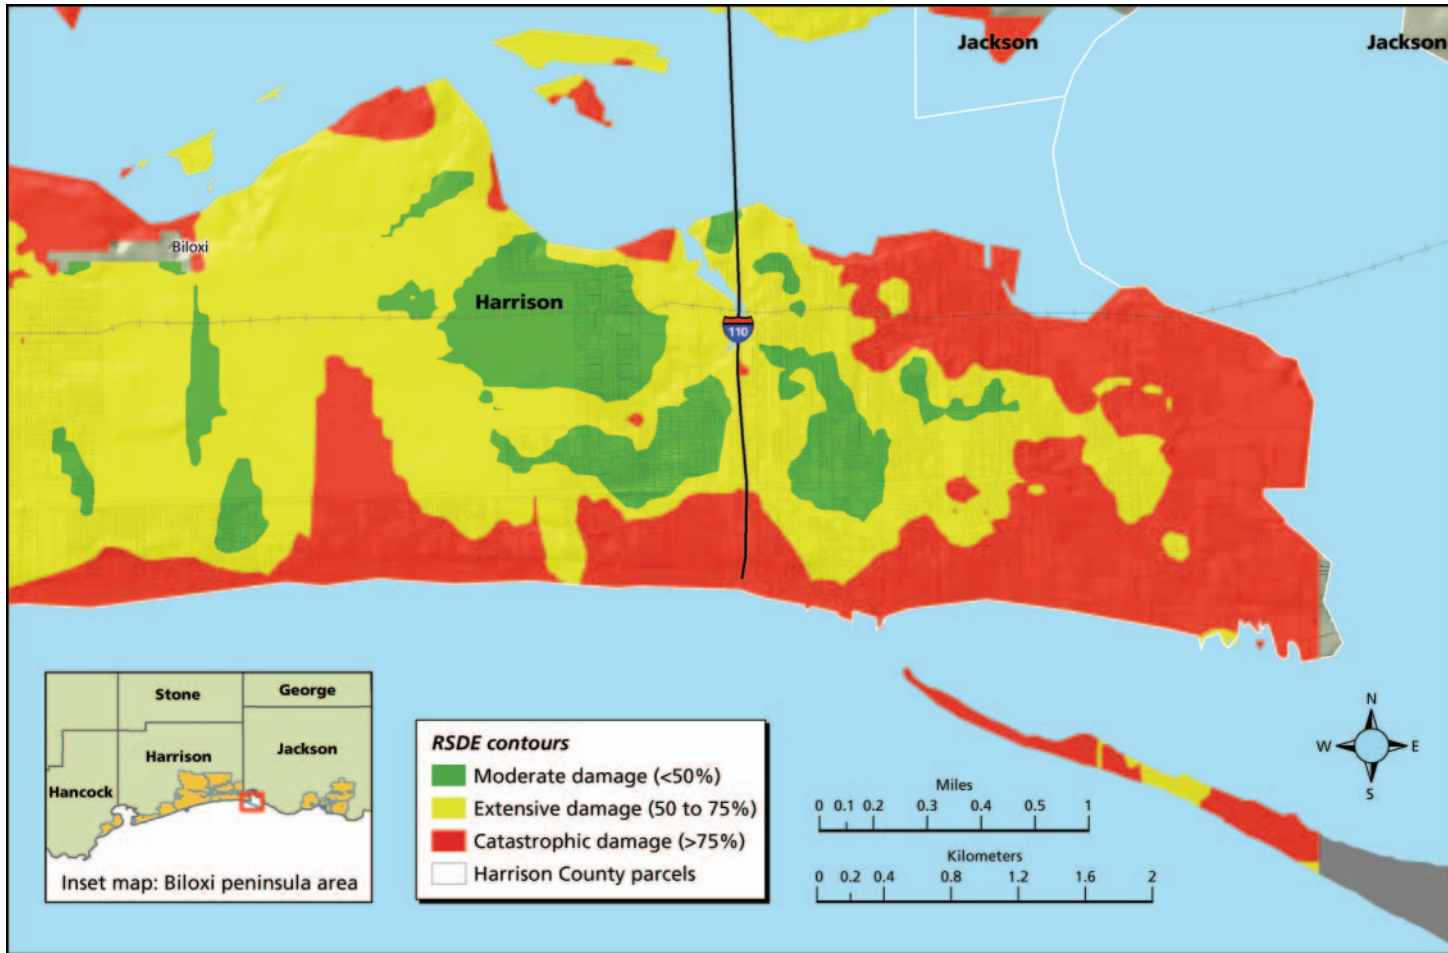 Jackson
Jackson
Biloxi
Harrison
110
Stone
George
Harrison
Jackson
Hancock
Inset map: Biloxi peninsula area
RSDE contours
Moderate damage (<50%)
Extensive damage (50 to 75%)
Catastrophic damage (>75%)
Harrison County parcels
Miles
0 0.1 0.2 0.3 0.4 0.5 1
Kilometers
0 0.2 0.4 0.8 1.2 1.6 2
N
W E
S